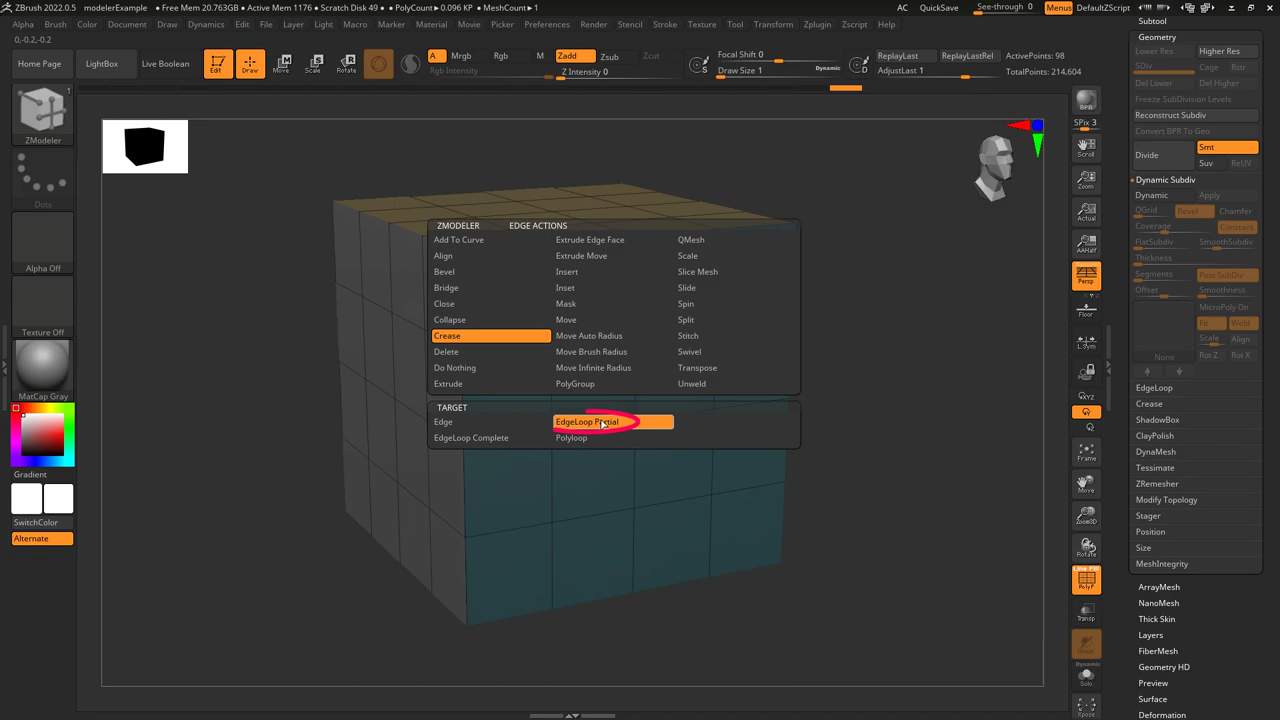 ZBrush 2022.0.5 modelerExample • Free Mem 20.763GB • Active Mem 1176 • Scratch Disk 49 • PolyCount▸0.096 KP • MeshCount▸1 AC QuickSave See-through 0 Menus DefaultZScript
Alpha Brush Color Document Draw Dynamics Edit File Layer Light Macro Marker Material Movie Picker Preferences Render Stencil Stroke Texture Tool Transform Zplugin Zscript Help
0,-0.2,-0.2
Home Page LightBox Live Boolean Edit Draw Move Scale Rotate
A Mrgb Rgb M Zadd Zsub Zcut
Rgb Intensity Z Intensity 0
Focal Shift 0
Draw Size 1 Dynamic
S D
ReplayLast ReplayLastRel
AdjustLast 1
ActivePoints: 98
TotalPoints: 214,604
1
ZModeler
Dots
Alpha Off
Texture Off
MatCap Gray
Gradient
SwitchColor
Alternate
ZMODELER EDGE ACTIONS
Add To Curve Extrude Edge Face QMesh
Align Extrude Move Scale
Bevel Insert Slice Mesh
Bridge Inset Slide
Close Mask Spin
Collapse Move Split
Crease Move Auto Radius Stitch
Delete Move Brush Radius Swivel
Do Nothing Move Infinite Radius Transpose
Extrude PolyGroup Unweld
TARGET
Edge EdgeLoop Partial
EdgeLoop Complete Polyloop
BPR
SPix 3
Scroll
Zoom
Actual
AAHalf
Persp
Floor
L.Sym
XYZ
Y
Z
Frame
Move
Zoom3D
Rotate
Line Fill
PolyF
Transp
Ghost
Dynamic
Solo
Xpose
Subtool
Geometry
Lower Res Higher Res
SDiv Cage Rstr
Del Lower Del Higher
Freeze SubDivision Levels
Reconstruct Subdiv
Convert BPR To Geo
Divide Smt
Suv ReUV
Dynamic Subdiv
Dynamic Apply
QGrid Bevel Chamfer
Coverage Constant
FlatSubdiv SmoothSubdiv
Thickness
Segments Post SubDiv
Offset Smoothness
MicroPoly On
Fit Weld
Scale Align
None Rot Z Rot X
EdgeLoop
Crease
ShadowBox
ClayPolish
DynaMesh
Tessimate
ZRemesher
Modify Topology
Stager
Position
Size
MeshIntegrity
ArrayMesh
NanoMesh
Thick Skin
Layers
FiberMesh
Geometry HD
Preview
Surface
Deformation